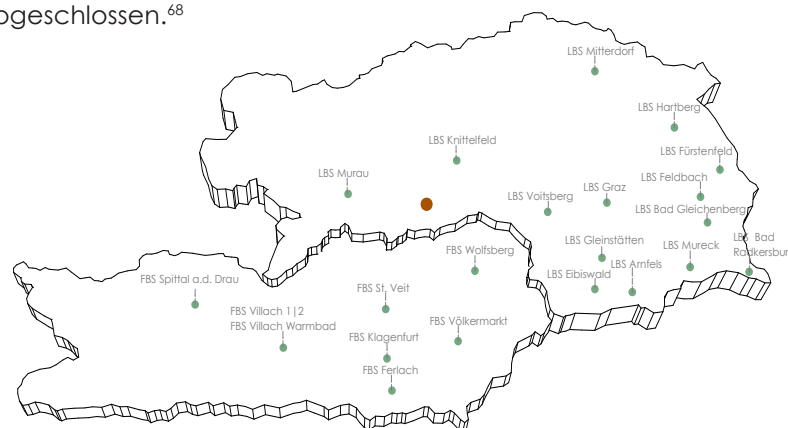 ogeschlossen.⁶⁸
LBS Mitterdorf
LBS Hartberg
LBS Knittelfeld
LBS Fürstenfeld
LBS Murau
LBS Feldbach
LBS Graz
LBS Voitsberg
LBS Bad Gleichenberg
LBS Bad
Radkersbur
LBS Gleinstätten
LBS Mureck
FBS Wolfsberg
LBS Arnfels
LBS Eibiswald
FBS Spittal a.d. Drau
FBS St. Veit
FBS Villach 1|2
FBS Villach Warmbad
FBS Völkermarkt
FBS Klagenfurt
FBS Ferlach